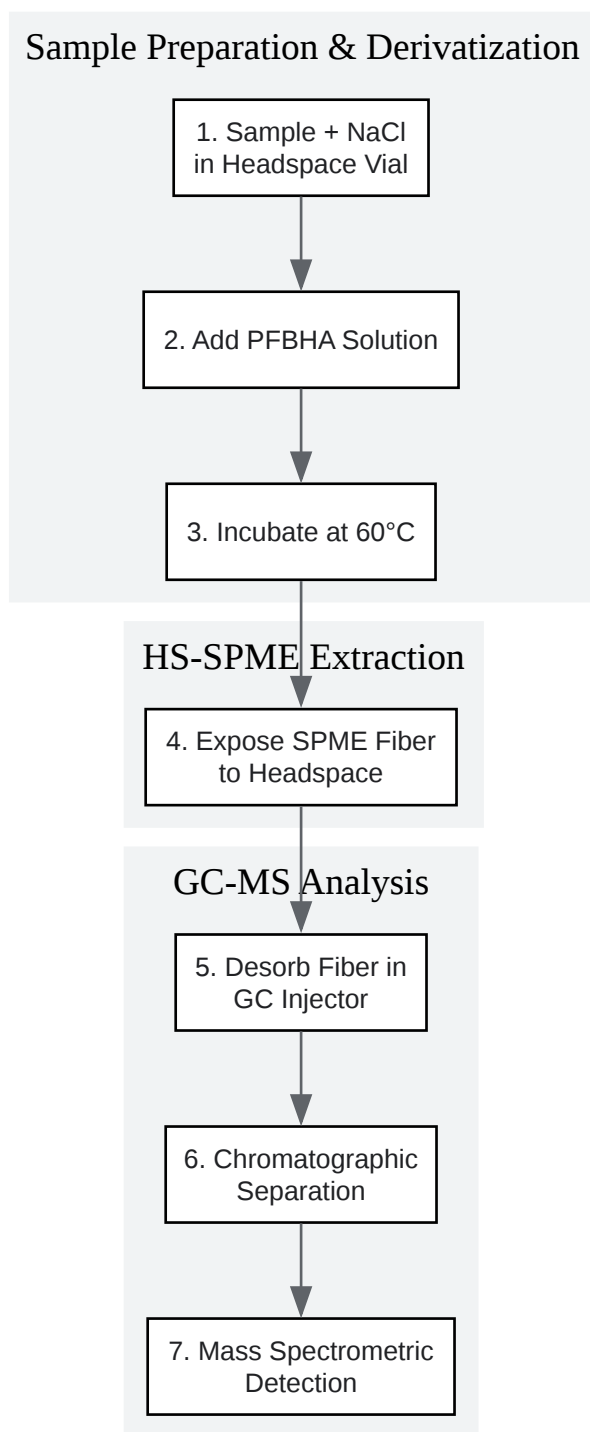 Sample Preparation & Derivatization
1. Sample + NaCl
in Headspace Vial
2. Add PFBHA Solution
3. Incubate at 60°C
HS-SPME Extraction
4. Expose SPME Fiber
to Headspace
GC-MS Analysis
5. Desorb Fiber in
GC Injector
6. Chromatographic
Separation
7. Mass Spectrometric
Detection